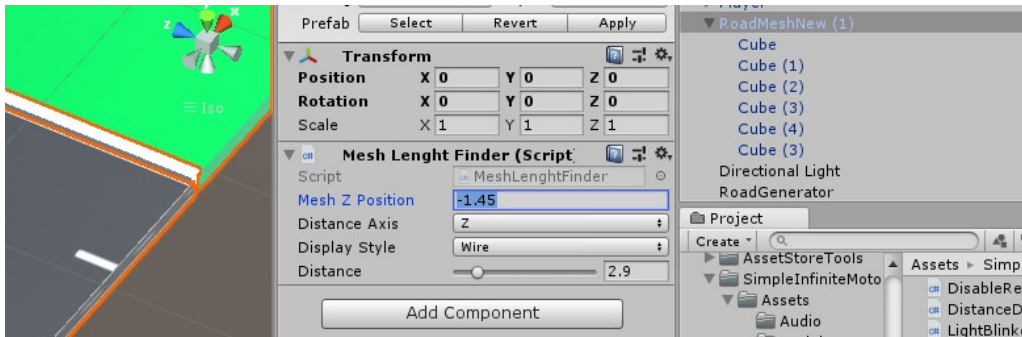 z
x
Iso
Prefab Select Revert Apply
Transform
Position X 0 Y 0 Z 0
Rotation X 0 Y 0 Z 0
Scale X 1 Y 1 Z 1
Mesh Lenght Finder (Script
Script MeshLenghtFinder
Mesh Z Position -1.45
Distance Axis Z
Display Style Wire
Distance 2.9
Add Component
RoadMeshNew (1)
Cube
Cube (1)
Cube (2)
Cube (3)
Cube (4)
Cube (3)
Directional Light
RoadGenerator
Project
Create
AssetStoreTools
SimpleInfiniteMoto
Assets
Audio
Assets ▸ Simp
DisableRe
DistanceD
LightBlink